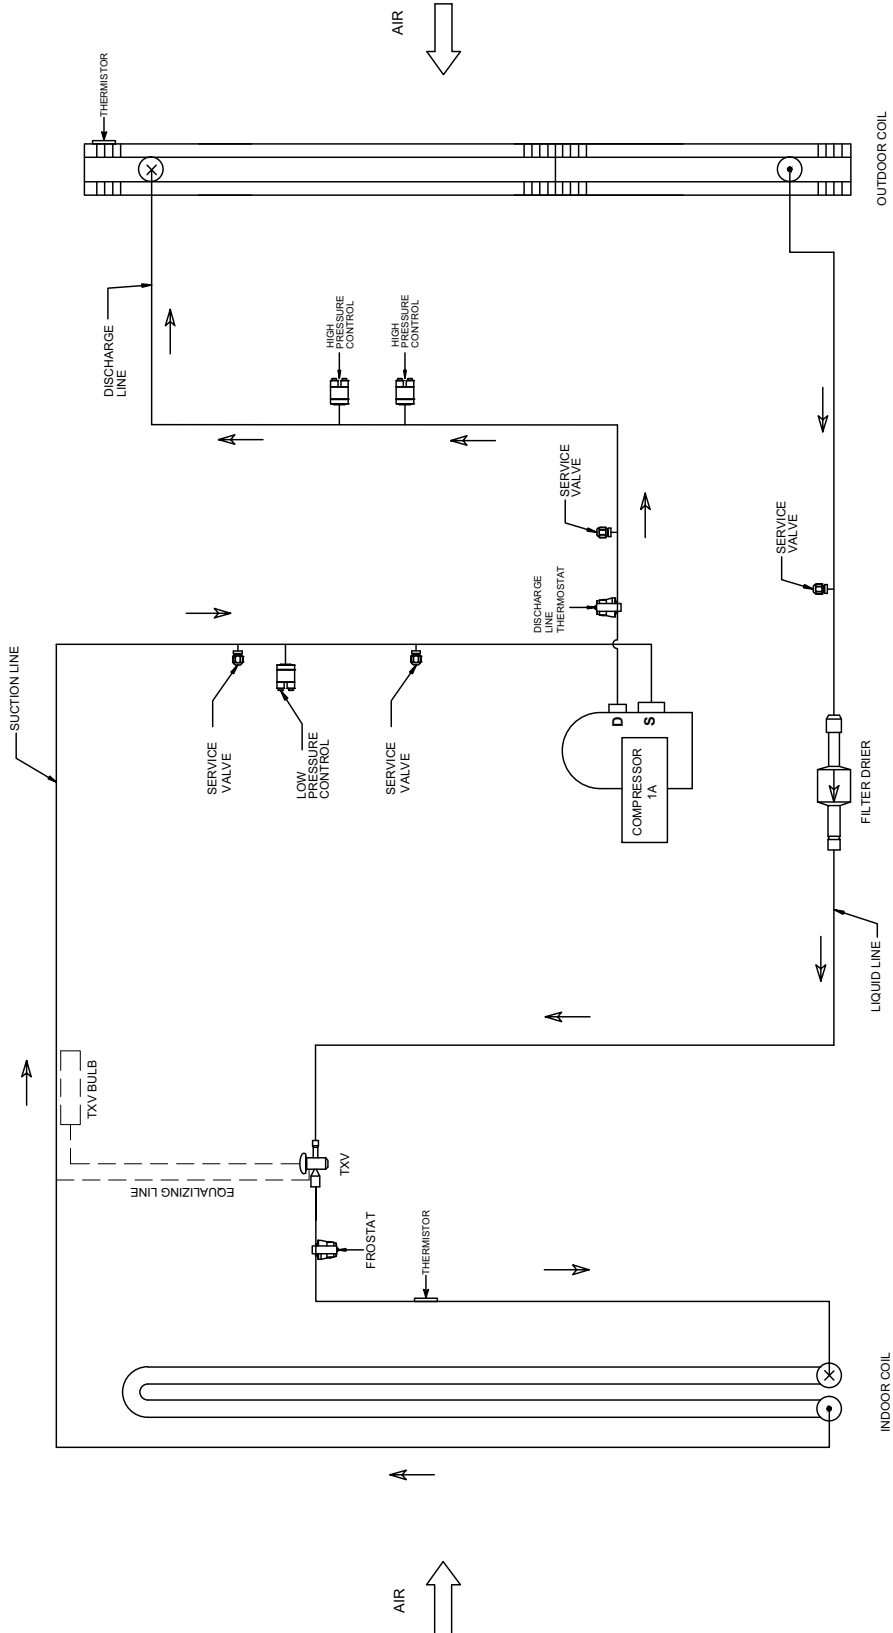 SUCTION LINE
TXV BULB
THERMISTOR
DISCHARGE
LINE
EQUALIZING LINE
SERVICE
VALVE
LOW
PRESSURE
CONTROL
HIGH
PRESSURE
CONTROL
TXV
FROSTAT
SERVICE
VALVE
HIGH
PRESSURE
CONTROL
AIR
AIR
THERMISTOR
DISCHARGE
LINE
THERMOSTAT
SERVICE
VALVE
D
COMPRESSOR
1A
S
SERVICE
VALVE
FILTER DRIER
LIQUID LINE
INDOOR COIL
OUTDOOR COIL